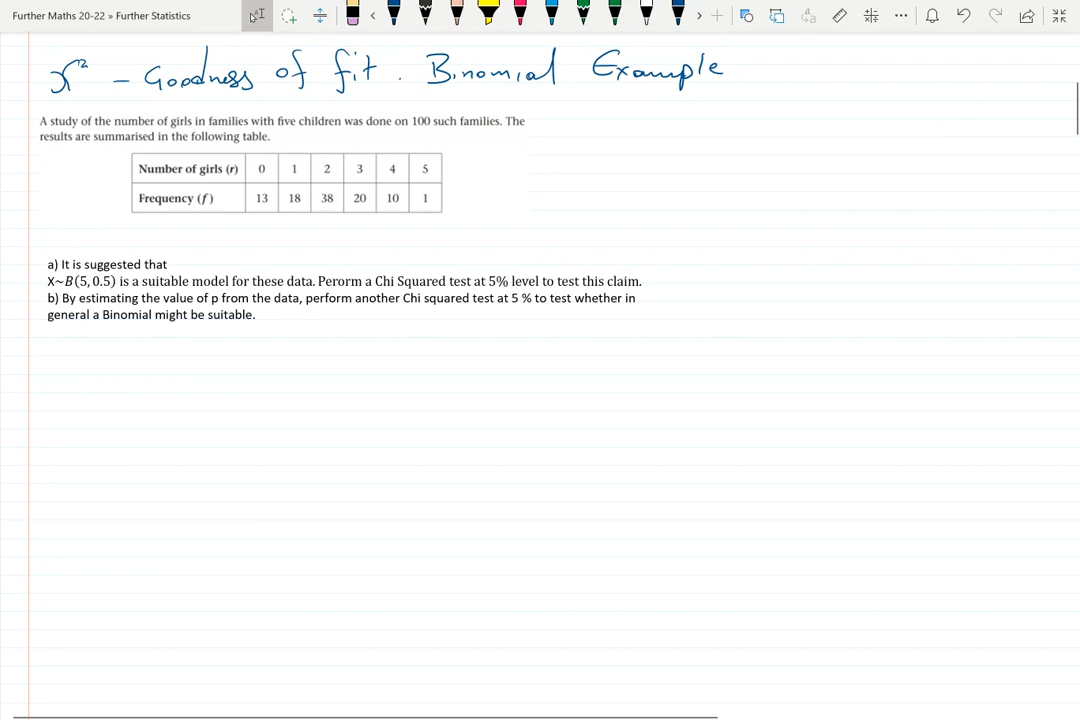 Further Maths 20-22 » Further Statistics
χ² - Goodness of fit. Binomial Example
A study of the number of girls in families with five children was done on 100 such families. The
results are summarised in the following table.
Number of girls (r) 0 1 2 3 4 5
Frequency (f) 13 18 38 20 10 1
a) It is suggested that
X~B(5,0.5) is a suitable model for these data. Perorm a Chi Squared test at 5% level to test this claim.
b) By estimating the value of p from the data, perform another Chi squared test at 5 % to test whether in
general a Binomial might be suitable.